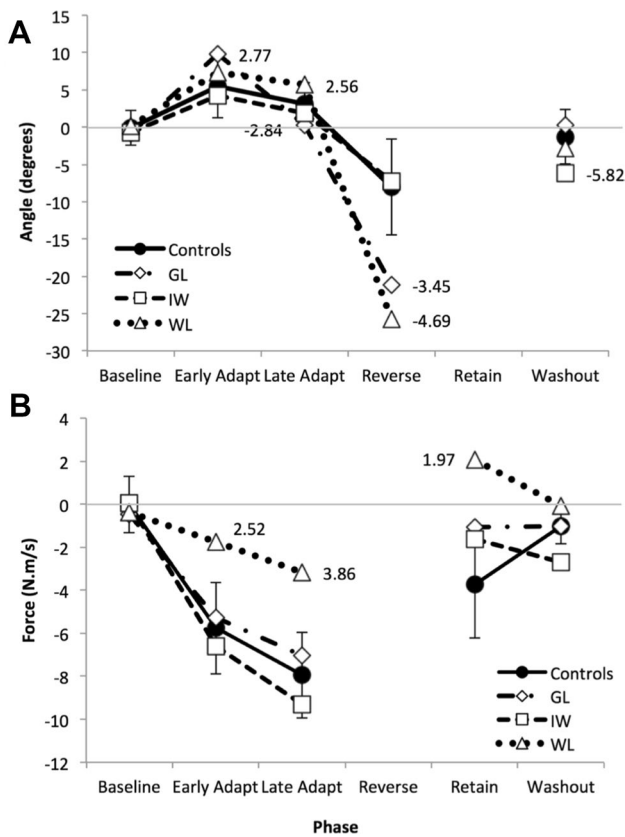 A
15
10
5
0
-5
-10
-15
-20
-25
-30
Angle (degrees)
2.77
2.56
-2.84
-3.45
-4.69
-5.82
Controls
GL
IW
WL
Baseline Early Adapt Late Adapt Reverse Retain Washout
B
4
2
0
-2
-4
-6
-8
-10
-12
Force (N.m/s)
2.52
3.86
1.97
Controls
GL
IW
WL
Baseline Early Adapt Late Adapt Reverse Retain Washout
Phase